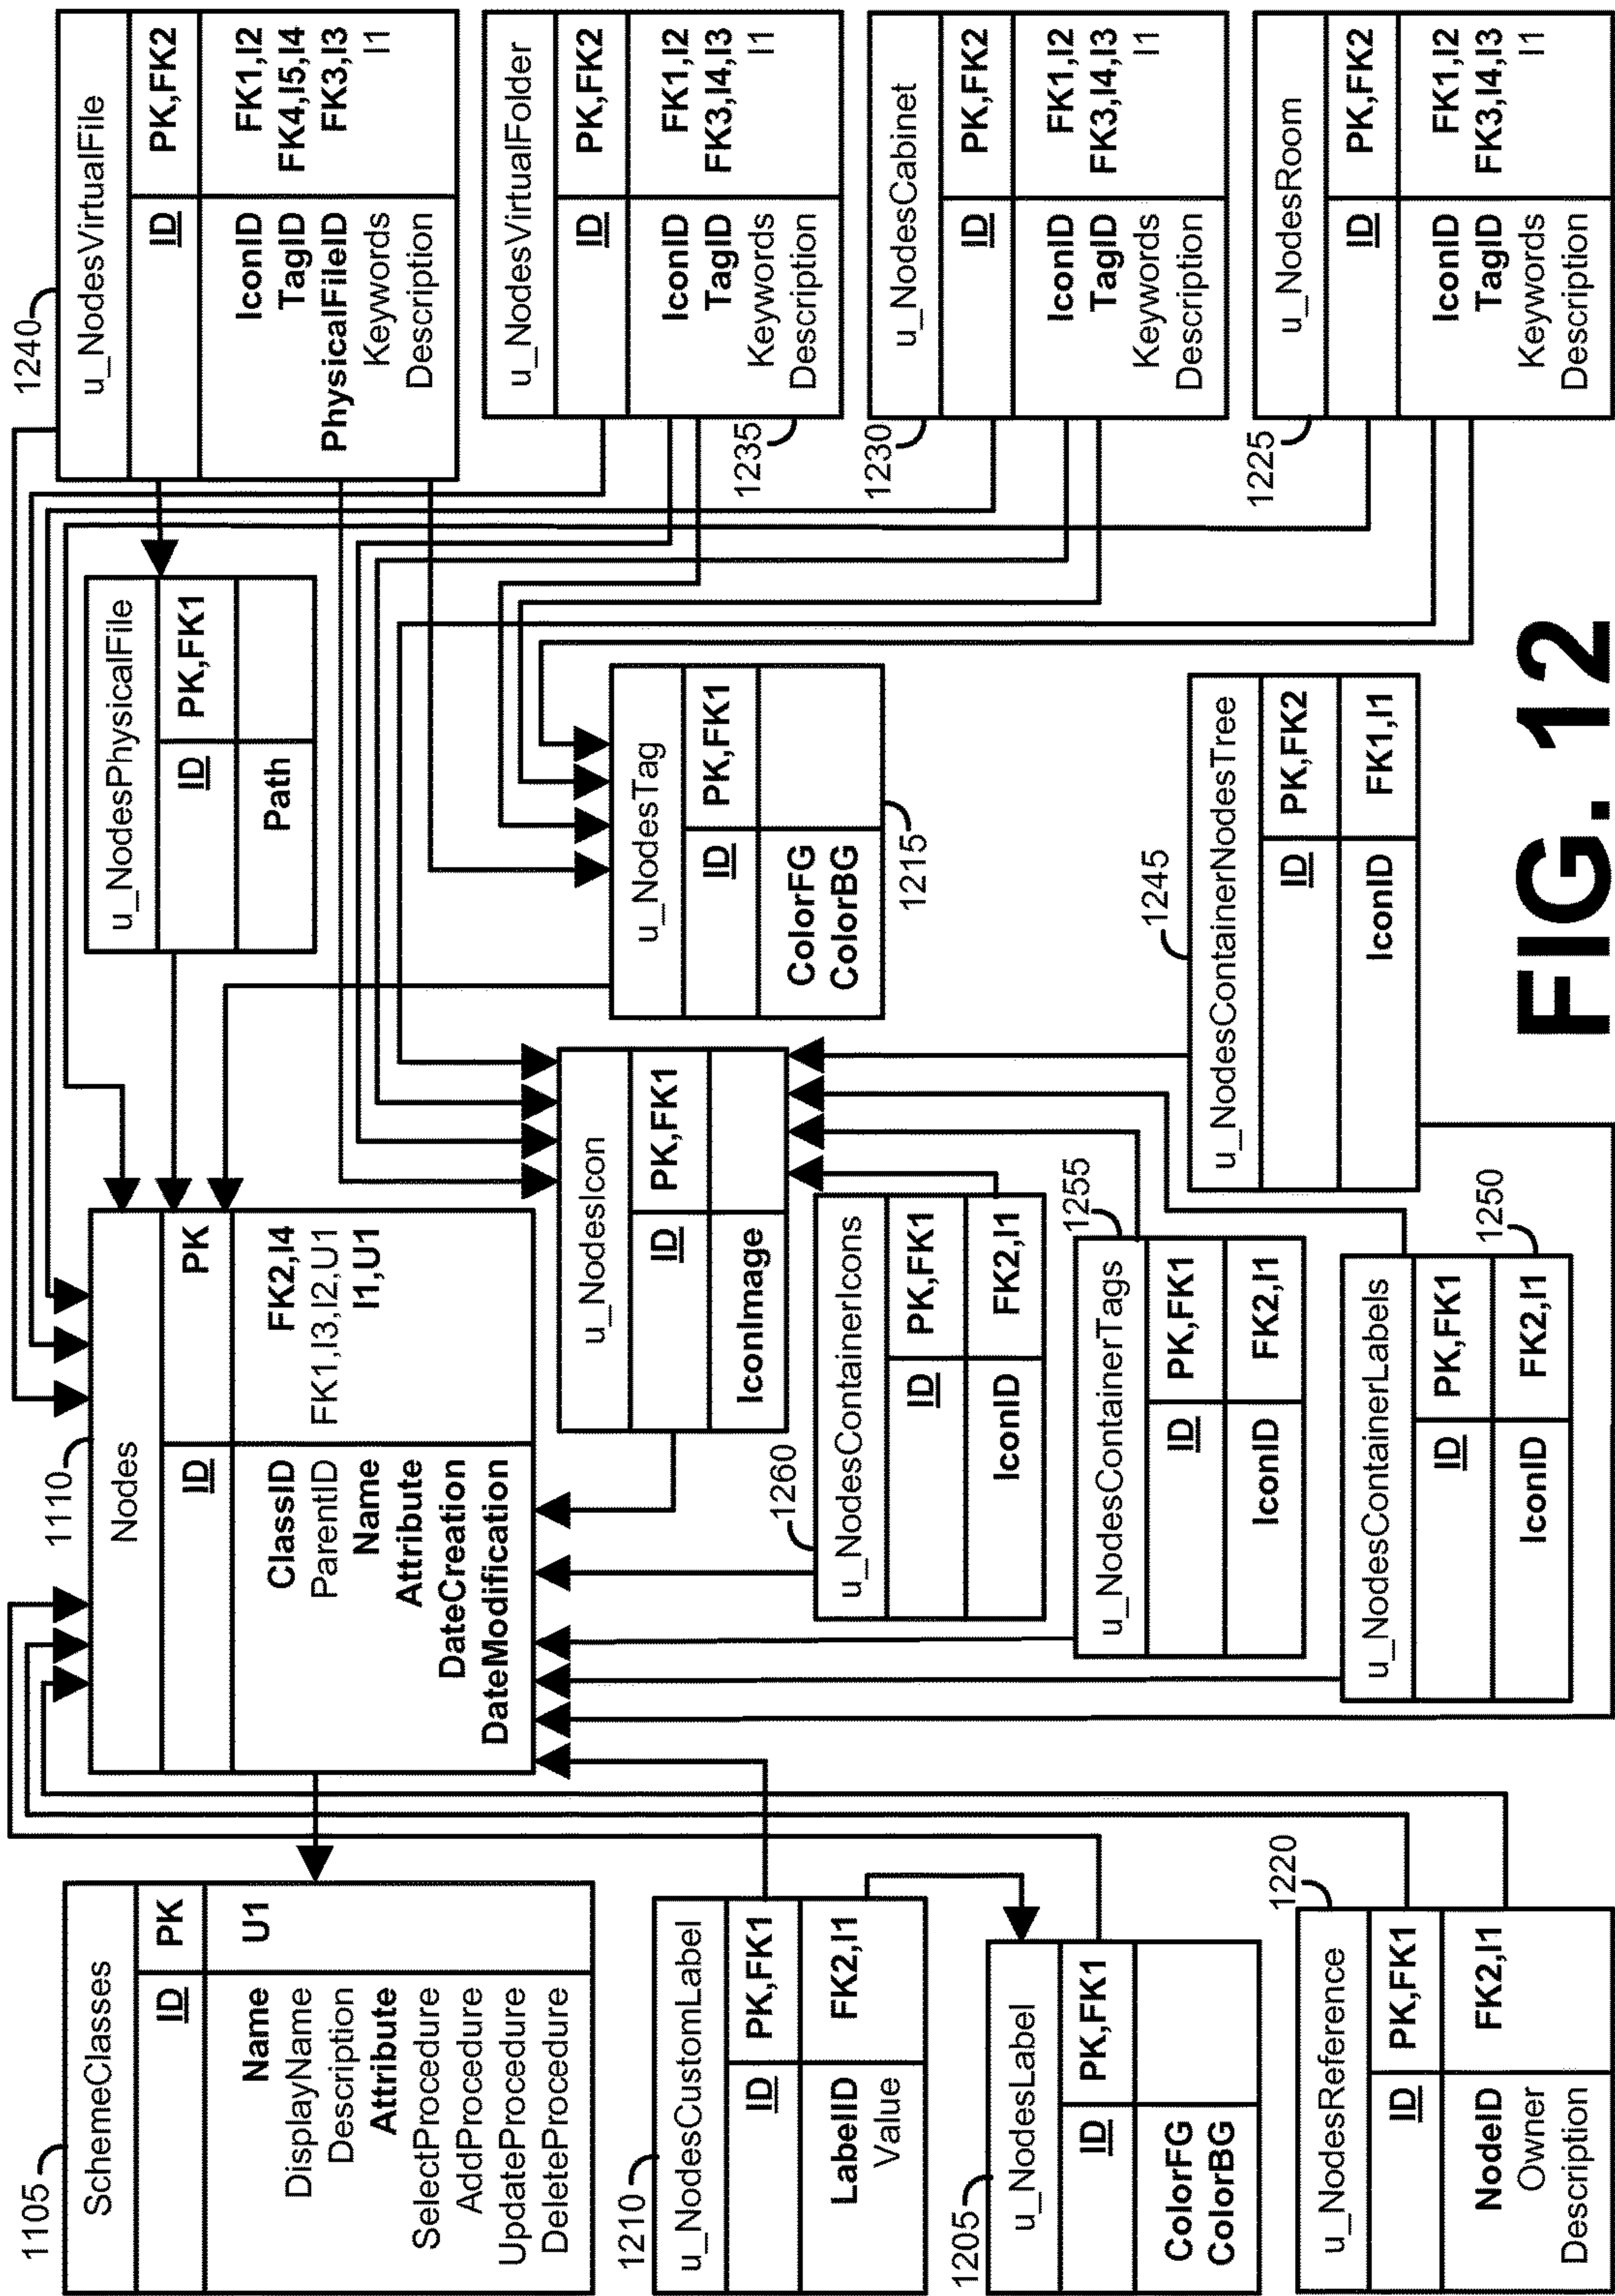 1105
SchemeClasses
ID PK
Name U1
DisplayName
Description
Attribute
SelectProcedure
AddProcedure
UpdateProcedure
DeleteProcedure
1210
u_NodesCustomLabel
ID PK,FK1
LabelID FK2,I1
Value
1205
u_NodesLabel
ID PK,FK1
ColorFG
ColorBG
1220
u_NodesReference
ID PK,FK1
NodeID FK2,I1
Owner
Description
1110
Nodes
ID PK
ClassID FK2,I4
ParentID FK1,I3,I2,U1
Name I1,U1
Attribute
DateCreation
DateModification
u_NodesIcon
ID PK,FK1
IconImage
1260
u_NodesContainerIcons
ID PK,FK1
IconID FK2,I1
1255
u_NodesContainerTags
ID PK,FK1
IconID FK2,I1
1250
u_NodesContainerLabels
ID PK,FK1
IconID FK2,I1
u_NodesPhysicalFile
ID PK,FK1
Path
u_NodesTag
ID PK,FK1
ColorFG
ColorBG
1215
1245
u_NodesContainerNodesTree
ID PK,FK2
IconID FK1,I1
1240
u_NodesVirtualFile
ID PK,FK2
IconID FK1,I2
TagID FK4,I5,I4
PhysicalFileID FK3,I3
Keywords I1
Description
u_NodesVirtualFolder
ID PK,FK2
IconID FK1,I2
TagID FK3,I4,I3
Keywords I1
Description
1235
1230
u_NodesCabinet
ID PK,FK2
IconID FK1,I2
TagID FK3,I4,I3
Keywords I1
Description
1225
u_NodesRoom
ID PK,FK2
IconID FK1,I2
TagID FK3,I4,I3
Keywords I1
Description
FIG. 12